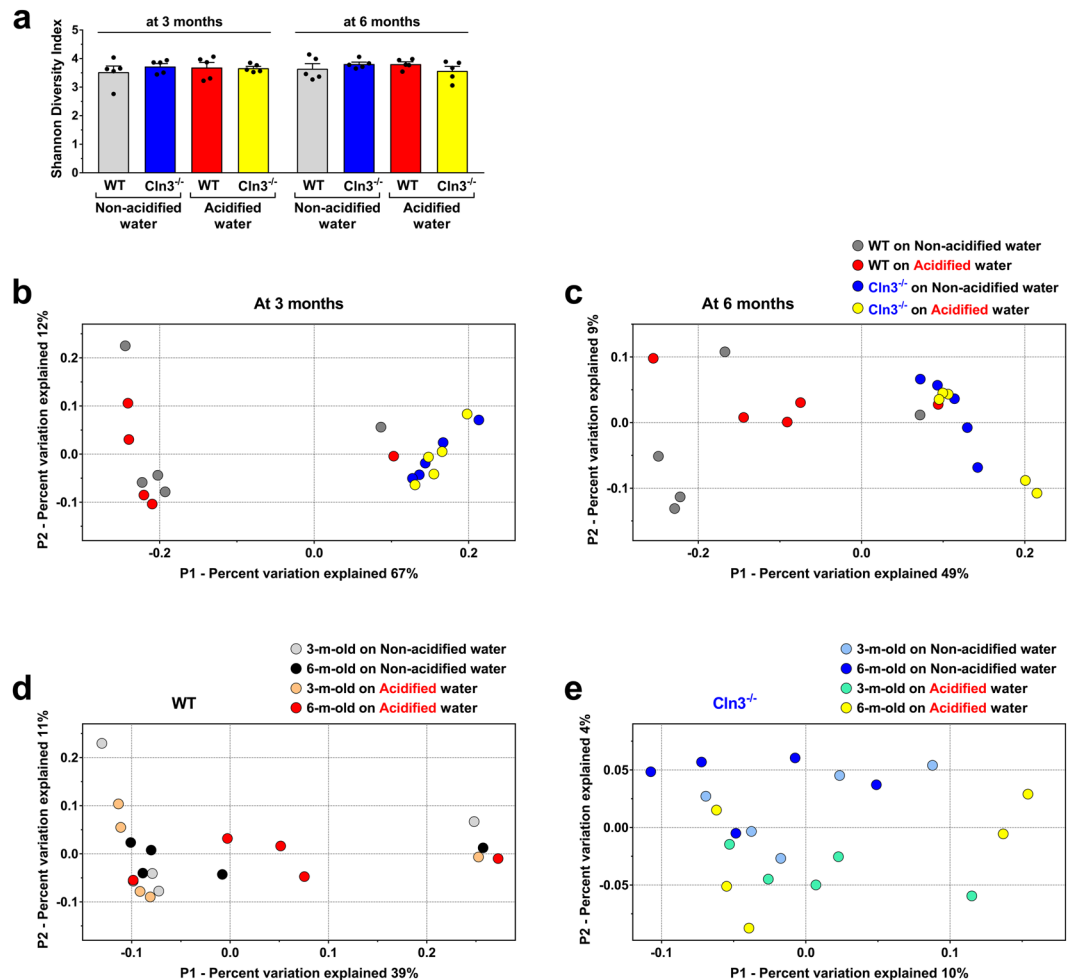 a
at 3 months
at 6 months
Shannon Diversity Index
5
4
3
2
1
0
WT
Cln3-/-
WT
Cln3-/-
WT
Cln3-/-
WT
Cln3-/-
Non-acidified water
Acidified water
Non-acidified water
Acidified water
WT on Non-acidified water
WT on Acidified water
Cln3-/- on Non-acidified water
Cln3-/- on Acidified water
b
At 3 months
P2 - Percent variation explained 12%
0.2
0.1
0.0
-0.1
-0.2
0.0
0.2
P1 - Percent variation explained 67%
c
At 6 months
P2 - Percent variation explained 9%
0.1
0.0
-0.1
-0.2
0.0
0.2
P1 - Percent variation explained 49%
3-m-old on Non-acidified water
6-m-old on Non-acidified water
3-m-old on Acidified water
6-m-old on Acidified water
d
WT
P2 - Percent variation explained 11%
0.2
0.1
0.0
-0.1
-0.1
0.0
0.1
0.2
P1 - Percent variation explained 39%
3-m-old on Non-acidified water
6-m-old on Non-acidified water
3-m-old on Acidified water
6-m-old on Acidified water
e
Cln3-/-
P2 - Percent variation explained 4%
0.05
0.00
-0.05
-0.1
0.0
0.1
P1 - Percent variation explained 10%